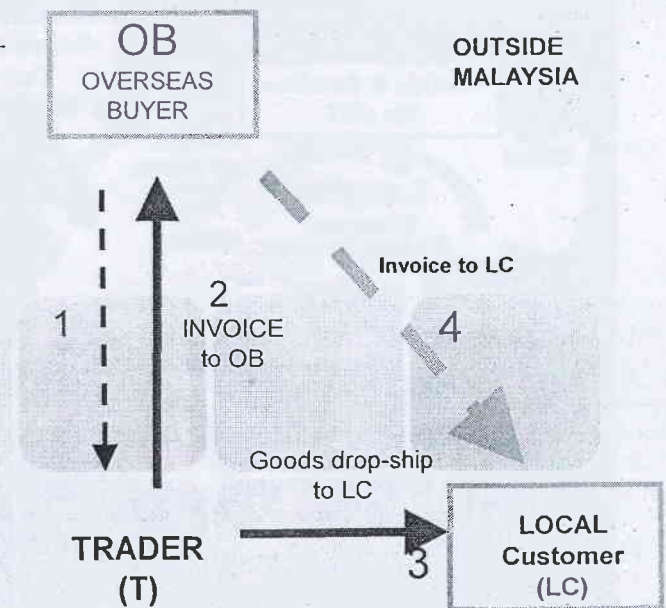 OB
OVERSEAS
BUYER
OUTSIDE
MALAYSIA
Invoice to LC
1
2
INVOICE
to OB
4
Goods drop-ship
to LC
3
TRADER
(T)
LOCAL
Customer
(LC)